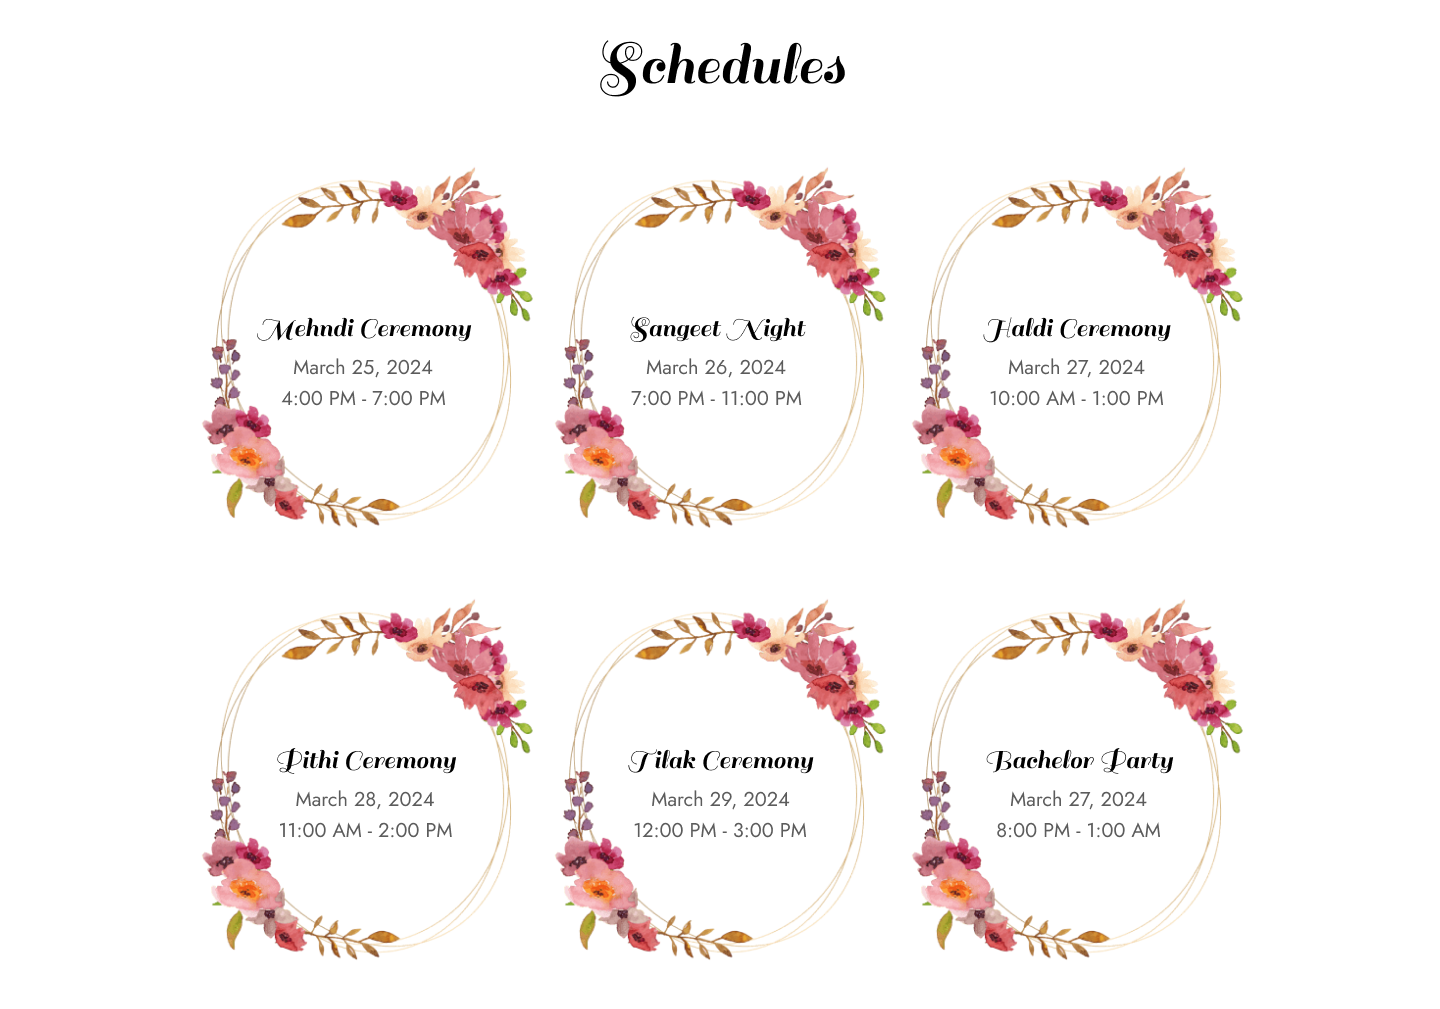 Schedules
Mehndi Ceremony
March 25, 2024
4:00 PM - 7:00 PM
Sangeet Night
March 26, 2024
7:00 PM - 11:00 PM
Haldi Ceremony
March 27, 2024
10:00 AM - 1:00 PM
Pithi Ceremony
March 28, 2024
11:00 AM - 2:00 PM
Tilak Ceremony
March 29, 2024
12:00 PM - 3:00 PM
Bachelor Party
March 27, 2024
8:00 PM - 1:00 AM